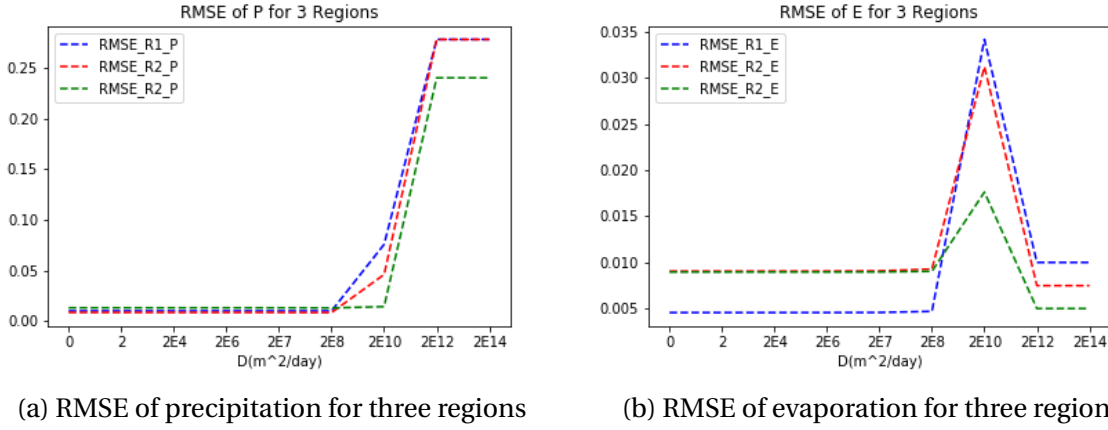 RMSE of P for 3 Regions
RMSE_R1_P
RMSE_R2_P
RMSE_R2_P
0.25
0.20
0.15
0.10
0.05
0.00
0 2 2E4 2E6 2E7 2E8 2E10 2E12 2E14
D(m^2/day)
(a) RMSE of precipitation for three regions
RMSE of E for 3 Regions
RMSE_R1_E
RMSE_R2_E
RMSE_R2_E
0.035
0.030
0.025
0.020
0.015
0.010
0.005
0 2 2E4 2E6 2E7 2E8 2E10 2E12 2E14
D(m^2/day)
(b) RMSE of evaporation for three region